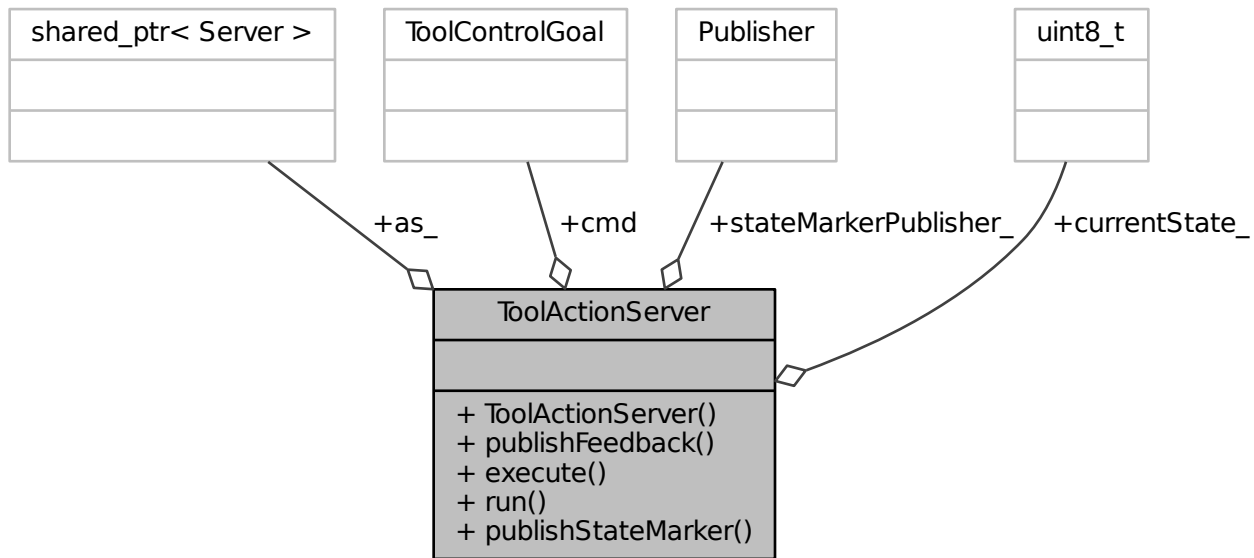 shared_ptr< Server >
ToolControlGoal
Publisher
uint8_t
+as_
+cmd
+stateMarkerPublisher_
+currentState_
ToolActionServer
+ ToolActionServer()
+ publishFeedback()
+ execute()
+ run()
+ publishStateMarker()